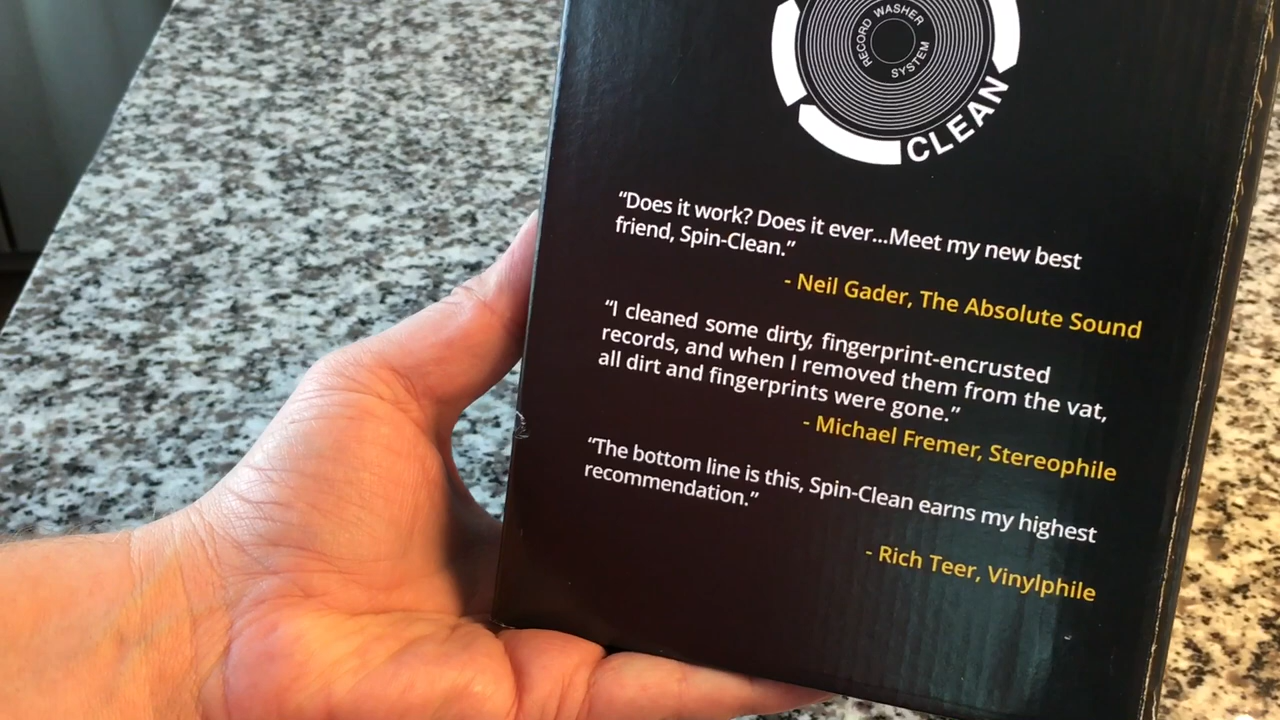 RECORD WASHER
SYSTEM
CLEAN
“Does it work? Does it ever...Meet my new best
friend, Spin-Clean.”
- Neil Gader, The Absolute Sound
“I cleaned some dirty, fingerprint-encrusted
records, and when I removed them from the vat,
all dirt and fingerprints were gone.”
- Michael Fremer, Stereophile
“The bottom line is this, Spin-Clean earns my highest
recommendation.”
- Rich Teer, Vinylphile